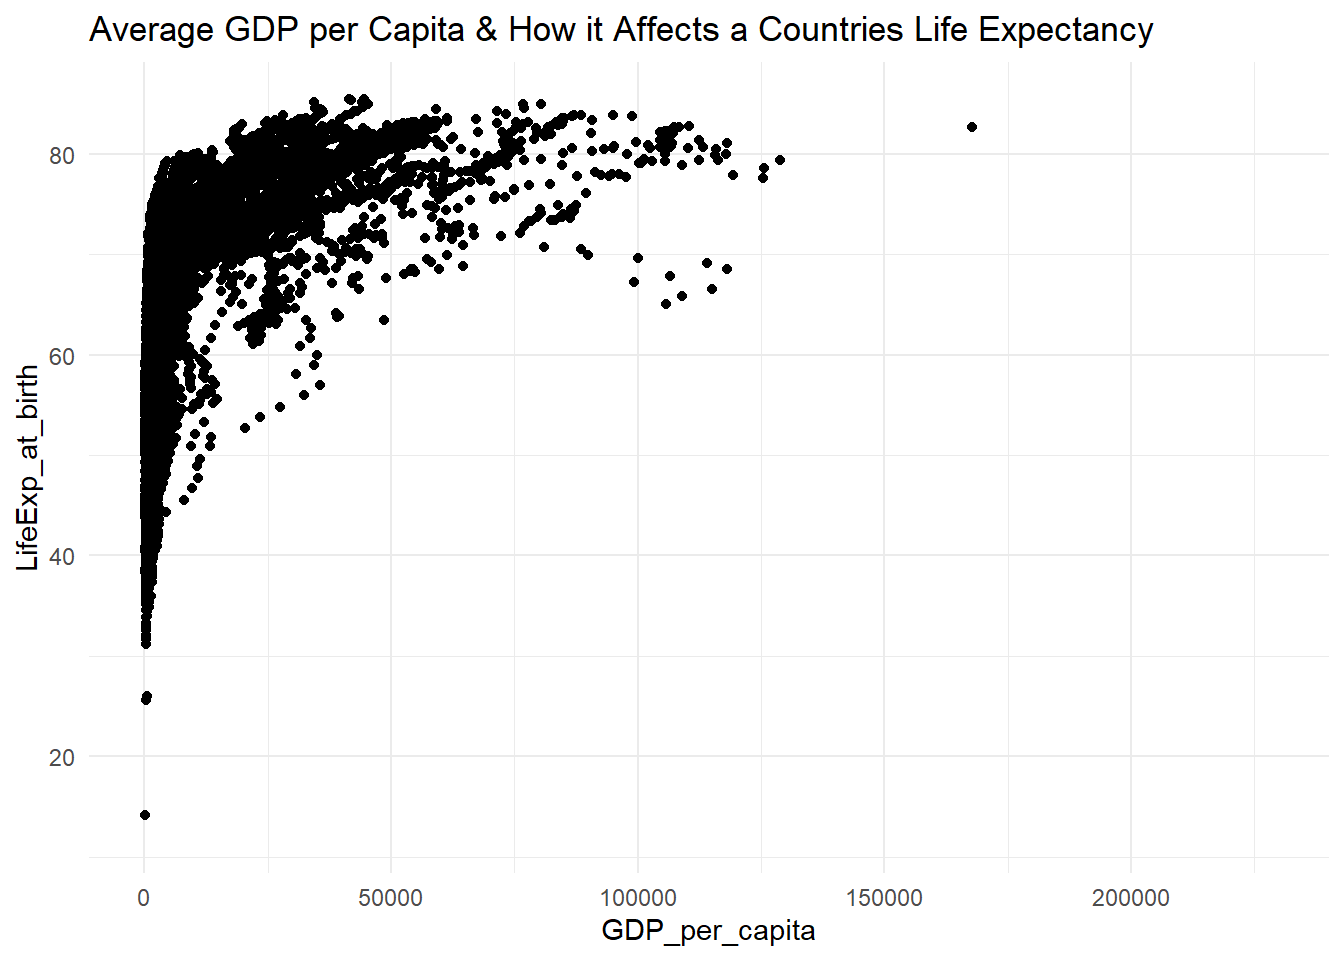 Average GDP per Capita & How it Affects a Countries Life Expectancy
LifeExp_at_birth
80
60
40
20
0 50000 100000 150000 200000
GDP_per_capita